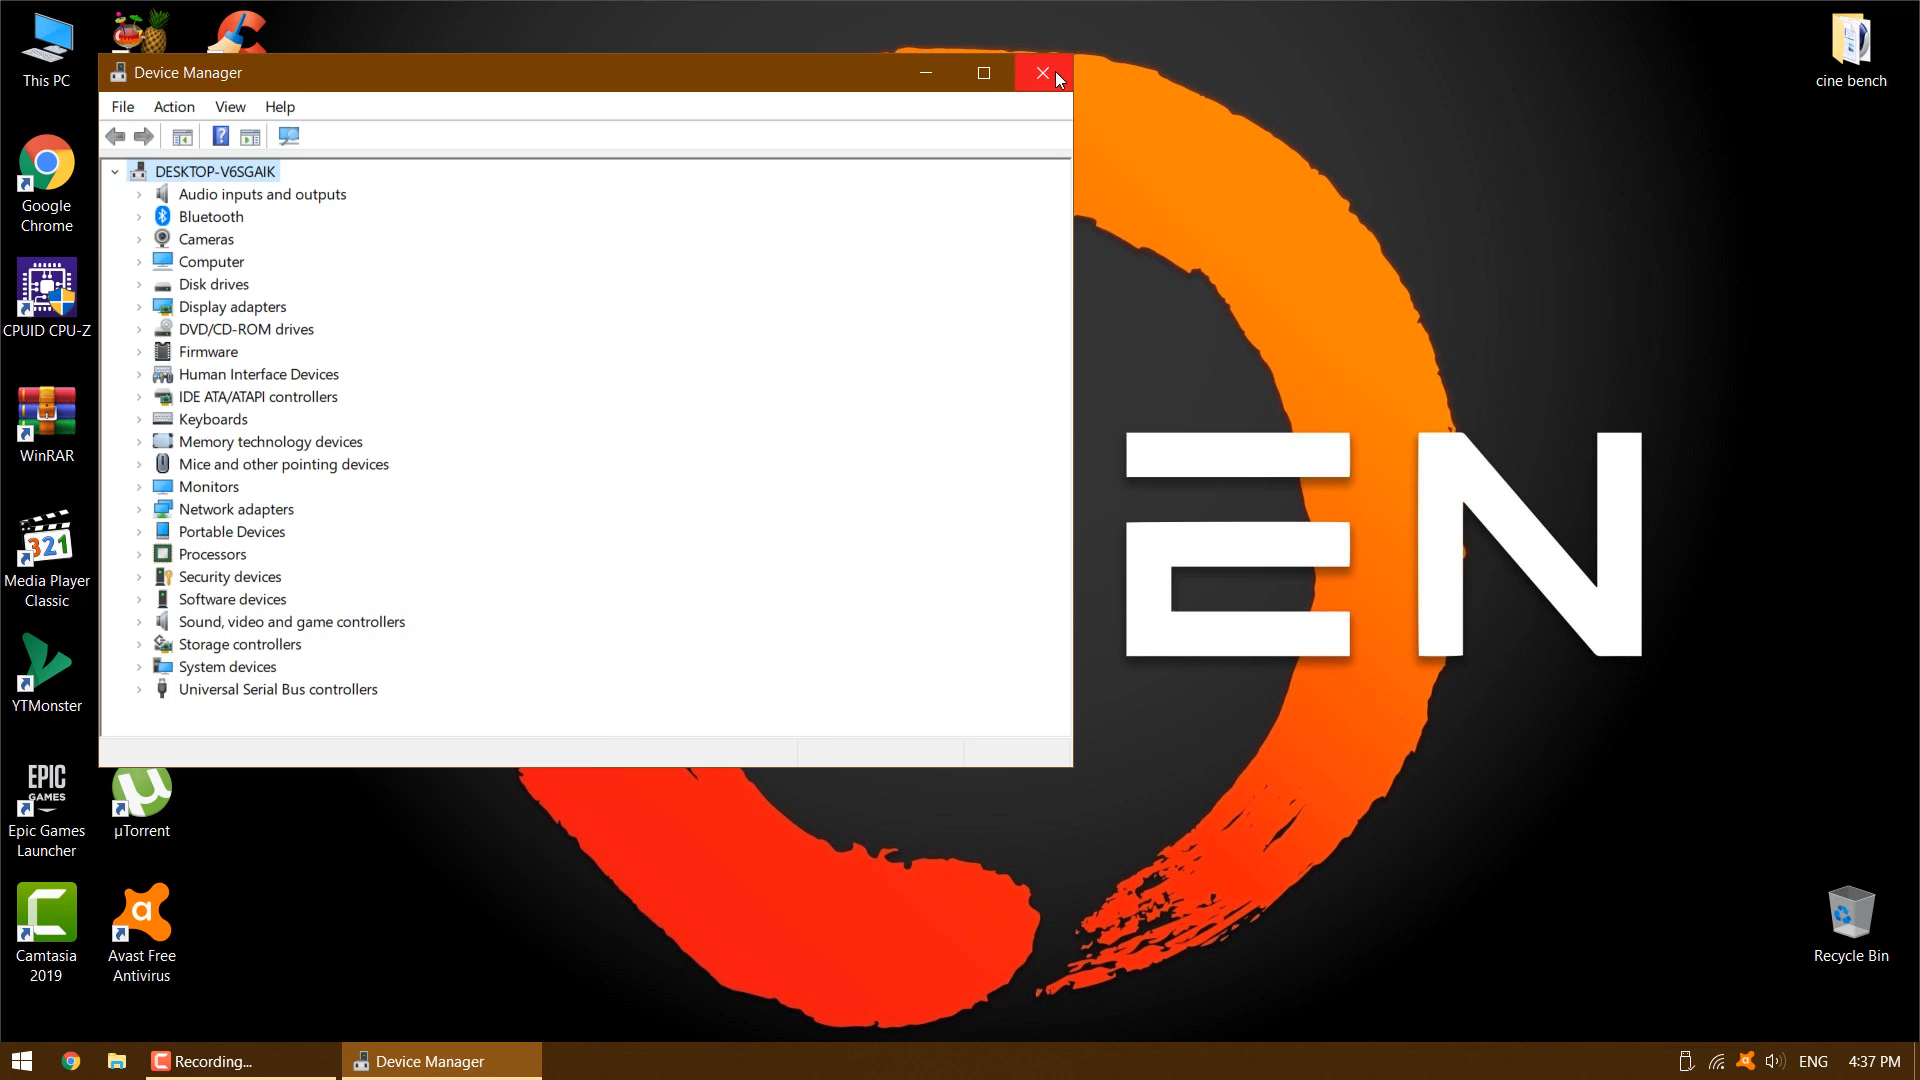 This PC
Google
Chrome
CPUID CPU-Z
WinRAR
321
Media Player
Classic
YTMonster
EPIC
GAMES
Epic Games
Launcher
µTorrent
Camtasia
2019
Avast Free
Antivirus
Device Manager
File Action View Help
DESKTOP-V6SGAIK
Audio inputs and outputs
Bluetooth
Cameras
Computer
Disk drives
Display adapters
DVD/CD-ROM drives
Firmware
Human Interface Devices
IDE ATA/ATAPI controllers
Keyboards
Memory technology devices
Mice and other pointing devices
Monitors
Network adapters
Portable Devices
Processors
Security devices
Software devices
Sound, video and game controllers
Storage controllers
System devices
Universal Serial Bus controllers
EN
cine bench
Recycle Bin
Recording...
Device Manager
ENG
4:37 PM